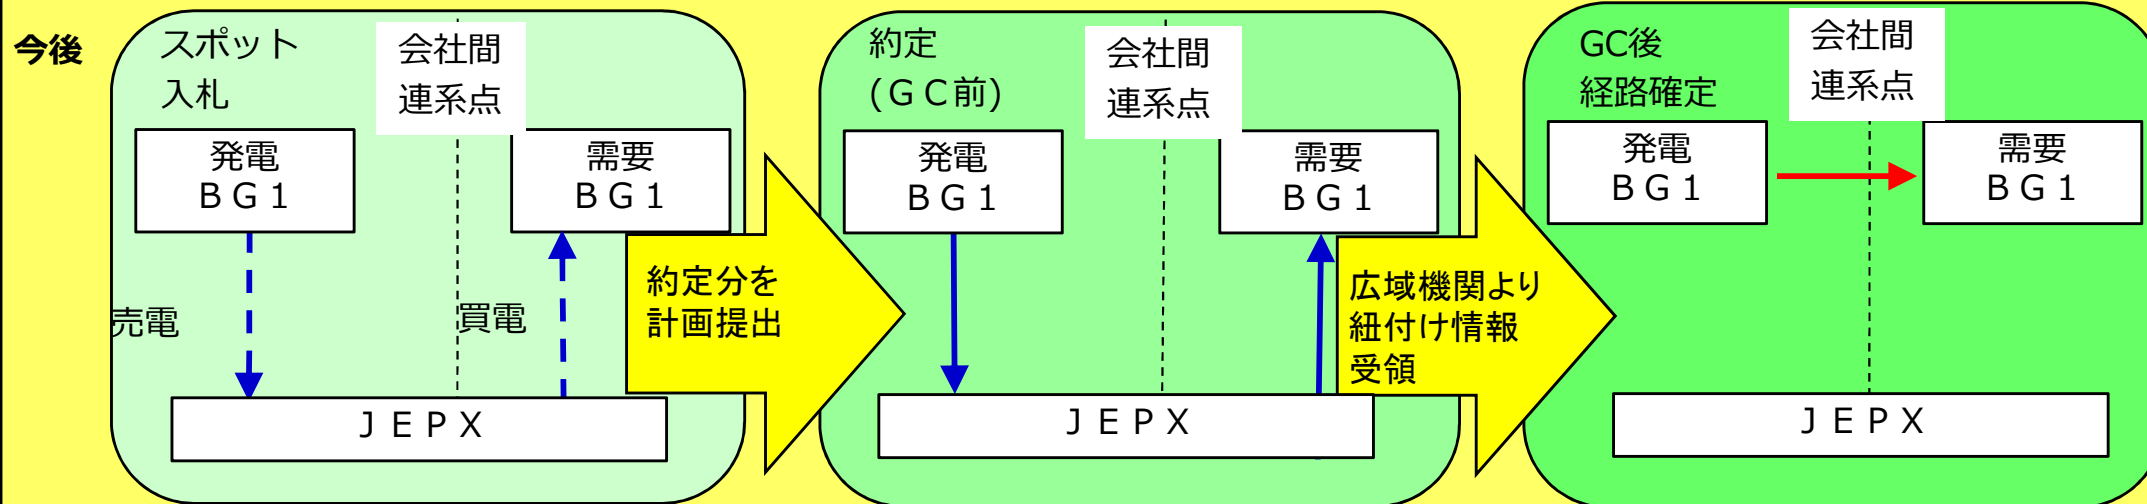 今後
スポット
入札
会社間
連系点
発電
ＢＧ１
需要
ＢＧ１
売電
買電
ＪＥＰＸ
約定分を
計画提出
約定
(ＧＣ前)
会社間
連系点
発電
ＢＧ１
需要
ＢＧ１
ＪＥＰＸ
広域機関より
紐付け情報
受領
GC後
経路確定
会社間
連系点
発電
ＢＧ１
需要
ＢＧ１
ＪＥＰＸ